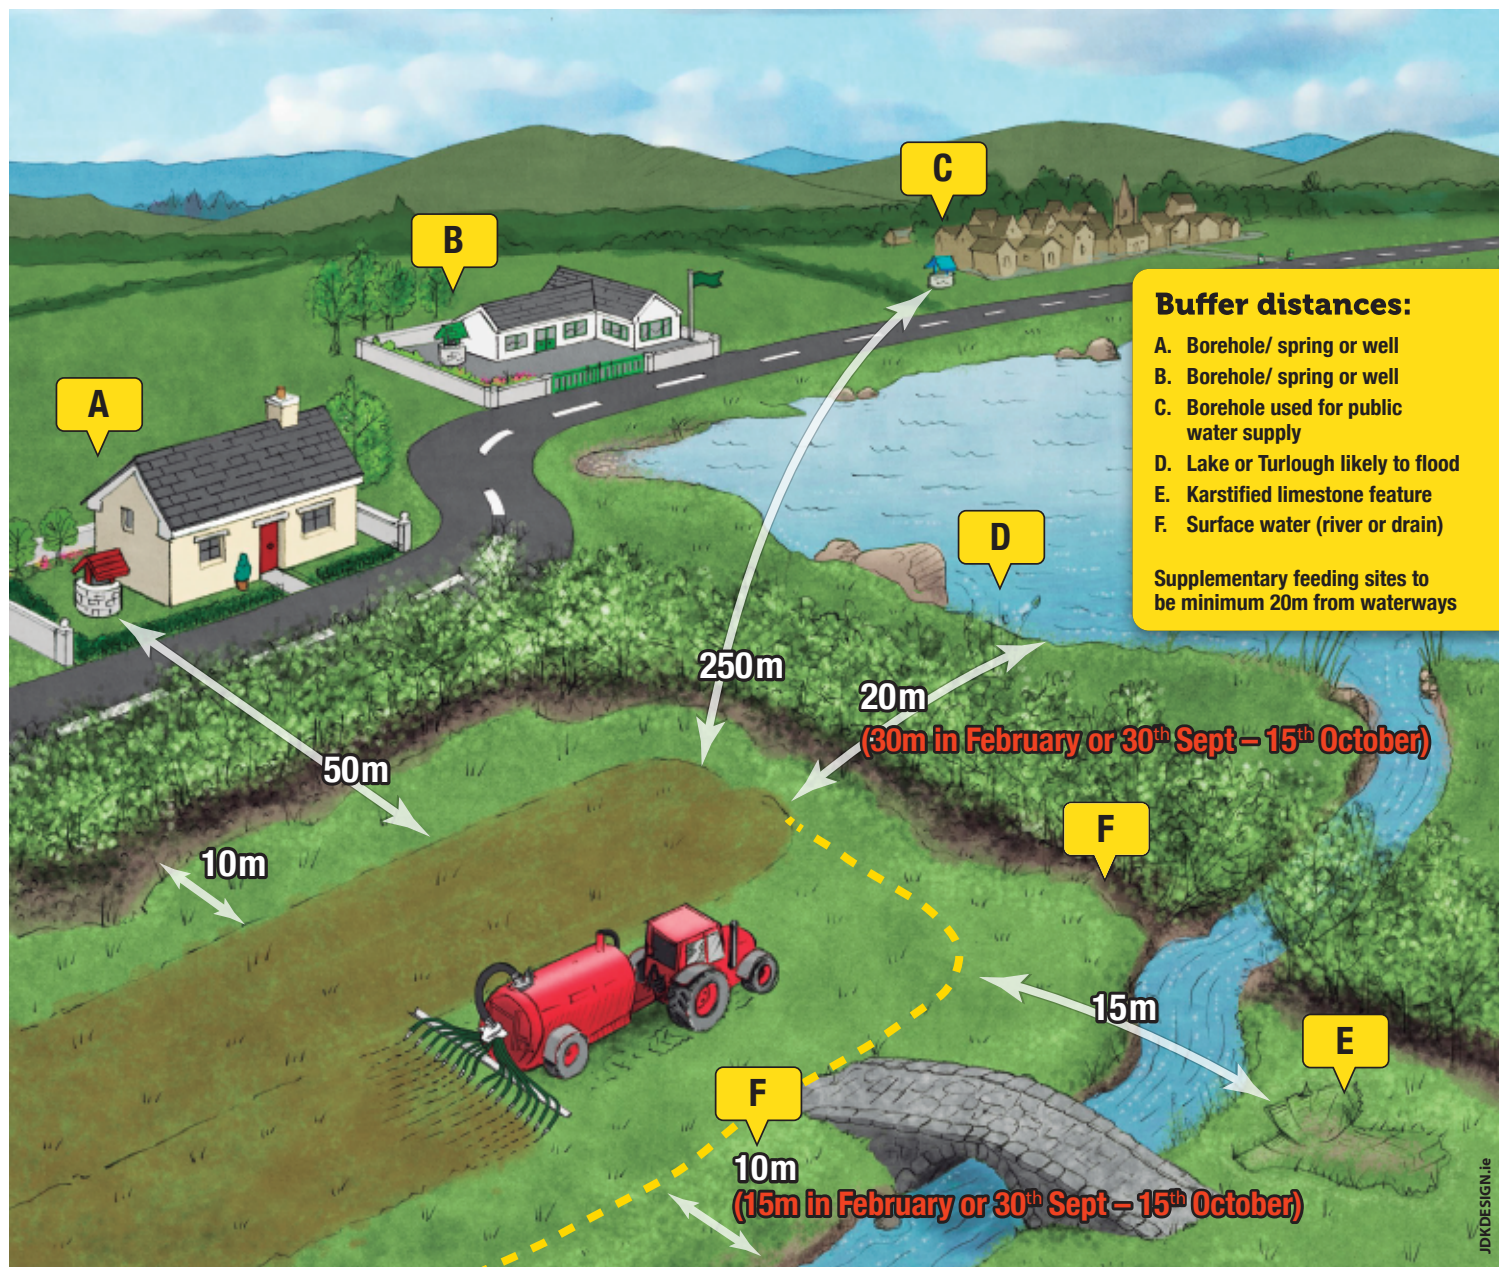 C
B
Buffer distances:
A. Borehole/ spring or well
B. Borehole/ spring or well
C. Borehole used for public
water supply
D. Lake or Turlough likely to flood
E. Karstified limestone feature
F. Surface water (river or drain)
Supplementary feeding sites to
be minimum 20m from waterways
A
D
250m
20m
(30m in February or 30th Sept – 15th October)
50m
F
10m
15m
E
F
10m
(15m in February or 30th Sept – 15th October)
JDKDESIGN.ie